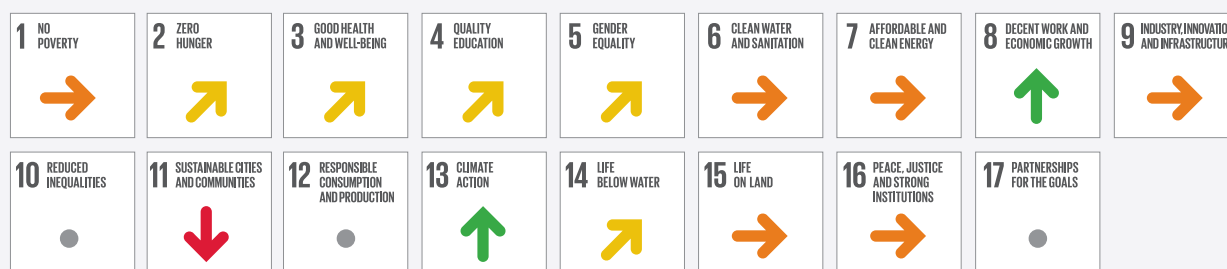 1 NO
POVERTY
2 ZERO
HUNGER
3 GOOD HEALTH
AND WELL-BEING
4 QUALITY
EDUCATION
5 GENDER
EQUALITY
6 CLEAN WATER
AND SANITATION
7 AFFORDABLE AND
CLEAN ENERGY
8 DECENT WORK AND
ECONOMIC GROWTH
9 INDUSTRY, INNOVATIO
AND INFRASTRUCTUR
10 REDUCED
INEQUALITIES
11 SUSTAINABLE CITIES
AND COMMUNITIES
12 RESPONSIBLE
CONSUMPTION
AND PRODUCTION
13 CLIMATE
ACTION
14 LIFE
BELOW WATER
15 LIFE
ON LAND
16 PEACE, JUSTICE
AND STRONG
INSTITUTIONS
17 PARTNERSHIPS
FOR THE GOALS